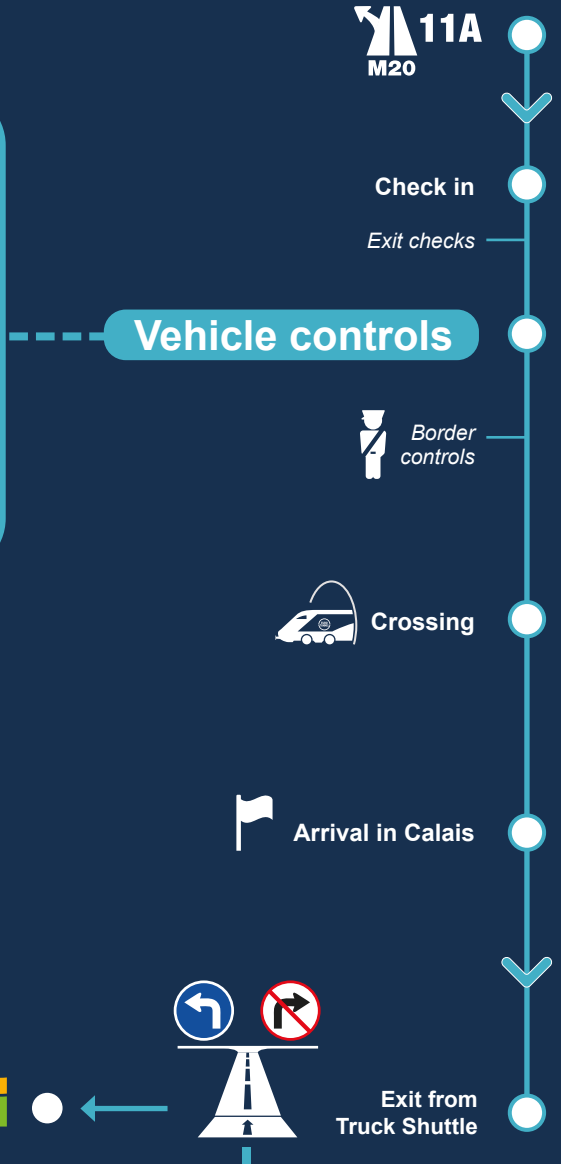 11A
M20
Check in
Exit checks
Vehicle controls
Border
controls
Crossing
Arrival in Calais
Exit from
Truck Shuttle